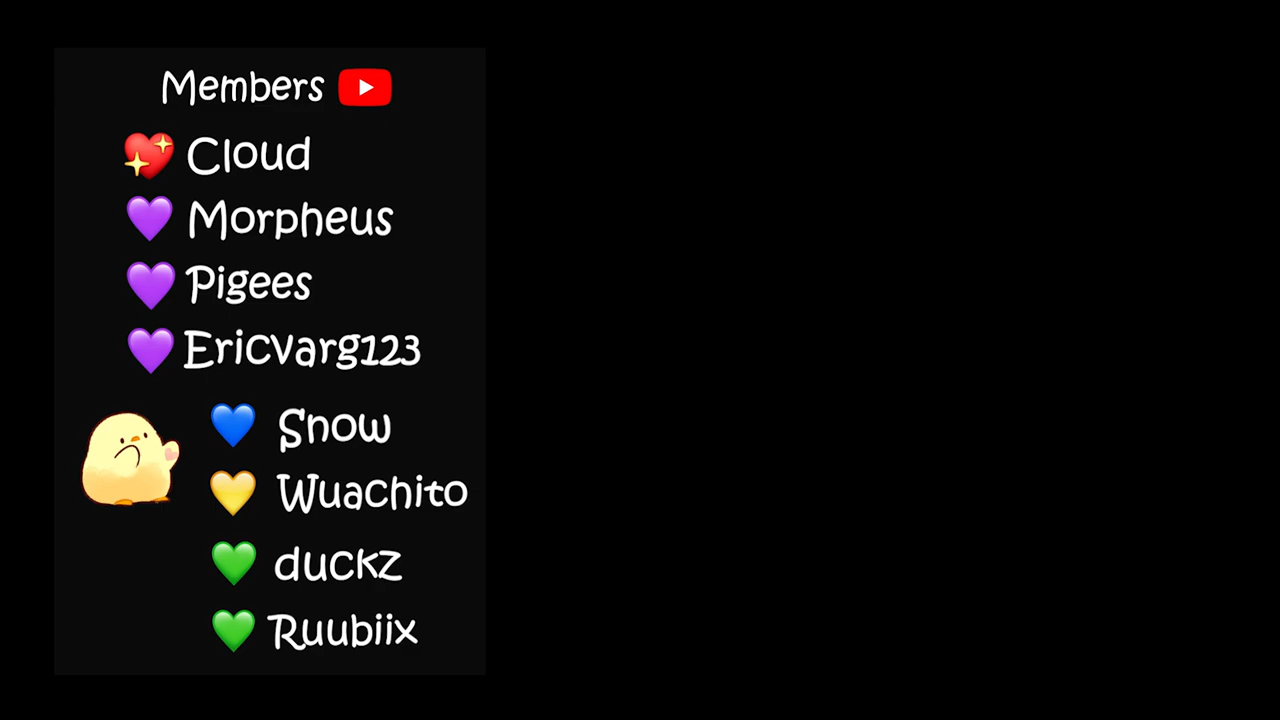 Members
Cloud
Morpheus
Pigees
Ericvarg123
Snow
Wuachito
duckz
Ruubiix